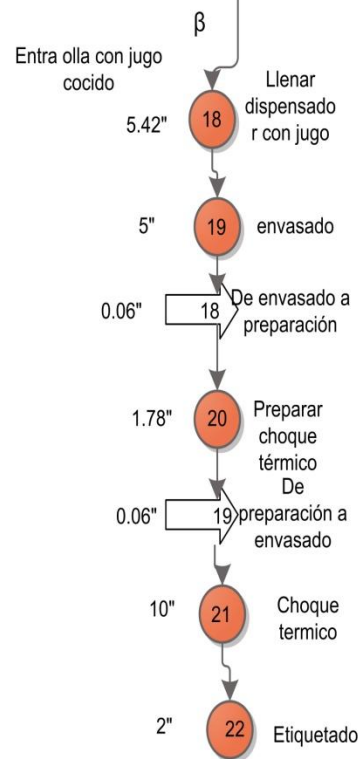 β
Entra olla con jugo
cocido
Llenar
dispensado
r con jugo
5.42"
18
5"
19
envasado
0.06"
18
De envasado a
preparación
1.78"
20
Preparar
choque
térmico
0.06"
19
De
preparación a
envasado
10"
21
Choque
termico
2"
22
Etiquetado